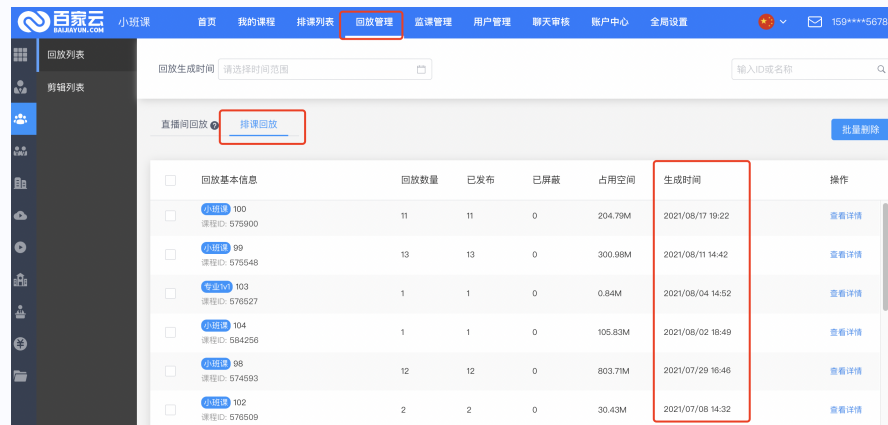 百家云 BAIJIAYUN.COM 小班课 首页 我的课程 排课列表 回放管理 监课管理 用户管理 聊天审核 账户中心 全局设置 159****5678
回放列表
剪辑列表
回放生成时间 请选择时间范围 输入ID或名称
直播间回放 ? 排课回放 批量删除
回放基本信息 回放数量 已发布 已屏蔽 占用空间 生成时间 操作
小班课 100 11 11 0 204.79M 2021/08/17 19:22 查看详情
课程ID: 575900
小班课 99 13 13 0 300.98M 2021/08/11 14:42 查看详情
课程ID: 575548
专业1v1 103 1 1 0 0.84M 2021/08/04 14:52 查看详情
课程ID: 576527
小班课 104 1 1 0 105.83M 2021/08/02 18:49 查看详情
课程ID: 584256
小班课 98 12 12 0 803.71M 2021/07/29 16:46 查看详情
课程ID: 574593
小班课 102 2 2 0 30.43M 2021/07/08 14:32 查看详情
课程ID: 576509